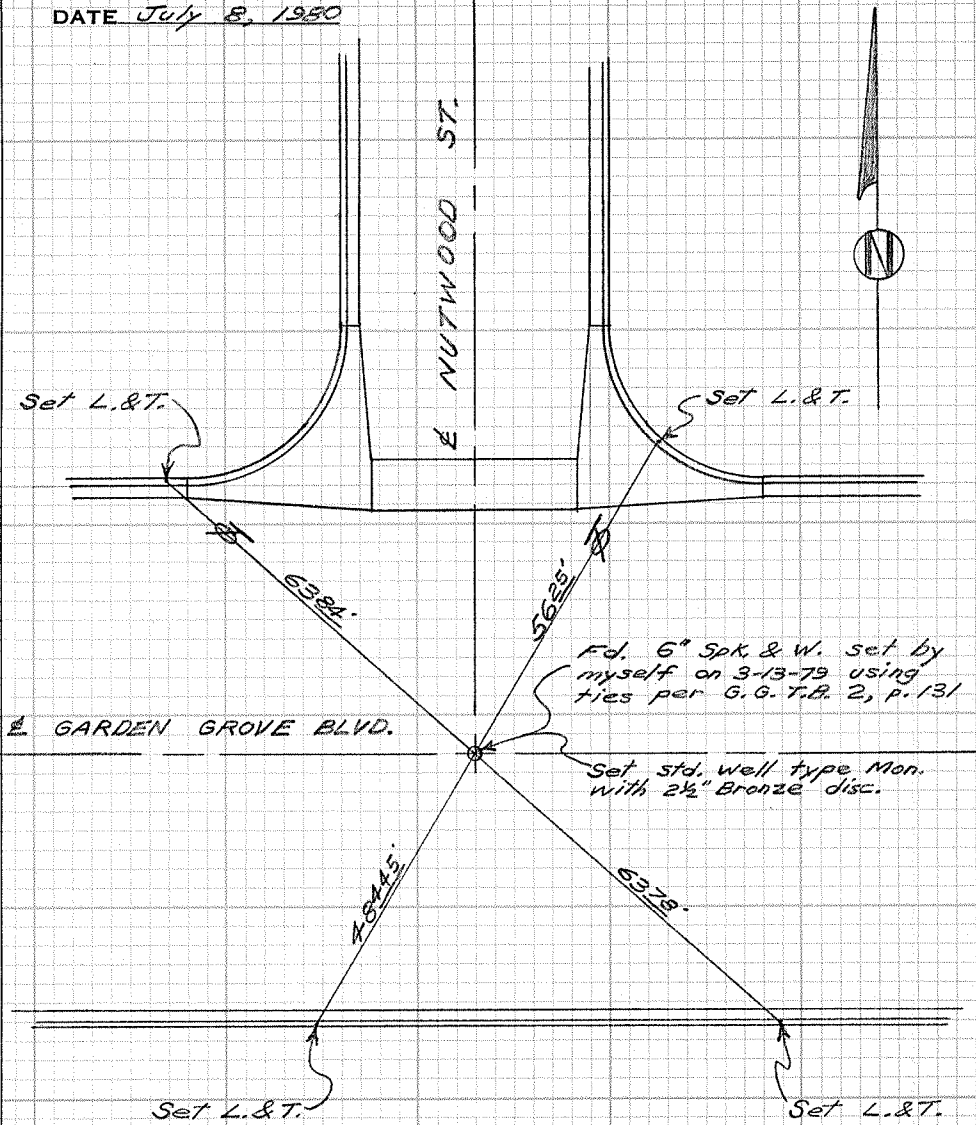 DATE July 8, 1980
℄ NUTWOOD ST.
N
Set L.&T.
Set L.&T.
63 84'
56 25'
Fd. 6" Spk. & W. set by
myself on 3-13-79 using
ties per G.G. T.B. 2, p. 131
℄ GARDEN GROVE BLVD.
Set std. well type Mon.
with 2½" Bronze disc.
48 445'
63 78'
Set L.&T.
Set L.&T.